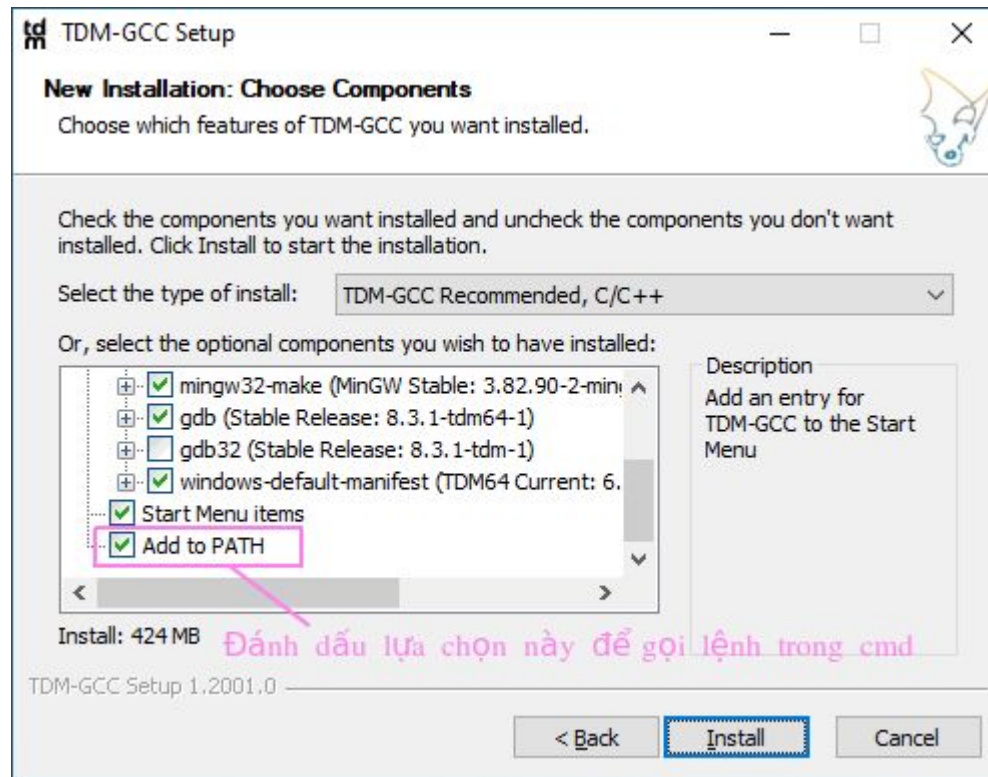 tdm TDM-GCC Setup
New Installation: Choose Components
Choose which features of TDM-GCC you want installed.
Check the components you want installed and uncheck the components you don't want
installed. Click Install to start the installation.
Select the type of install: TDM-GCC Recommended, C/C++
Or, select the optional components you wish to have installed:
mingw32-make (MinGW Stable: 3.82.90-2-ming
gdb (Stable Release: 8.3.1-tdm64-1)
gdb32 (Stable Release: 8.3.1-tdm-1)
windows-default-manifest (TDM64 Current: 6.
Start Menu items
Add to PATH
Description
Add an entry for
TDM-GCC to the Start
Menu
Install: 424 MB
Đánh dấu lựa chọn này để gọi lệnh trong cmd
TDM-GCC Setup 1.2001.0
< Back Install Cancel